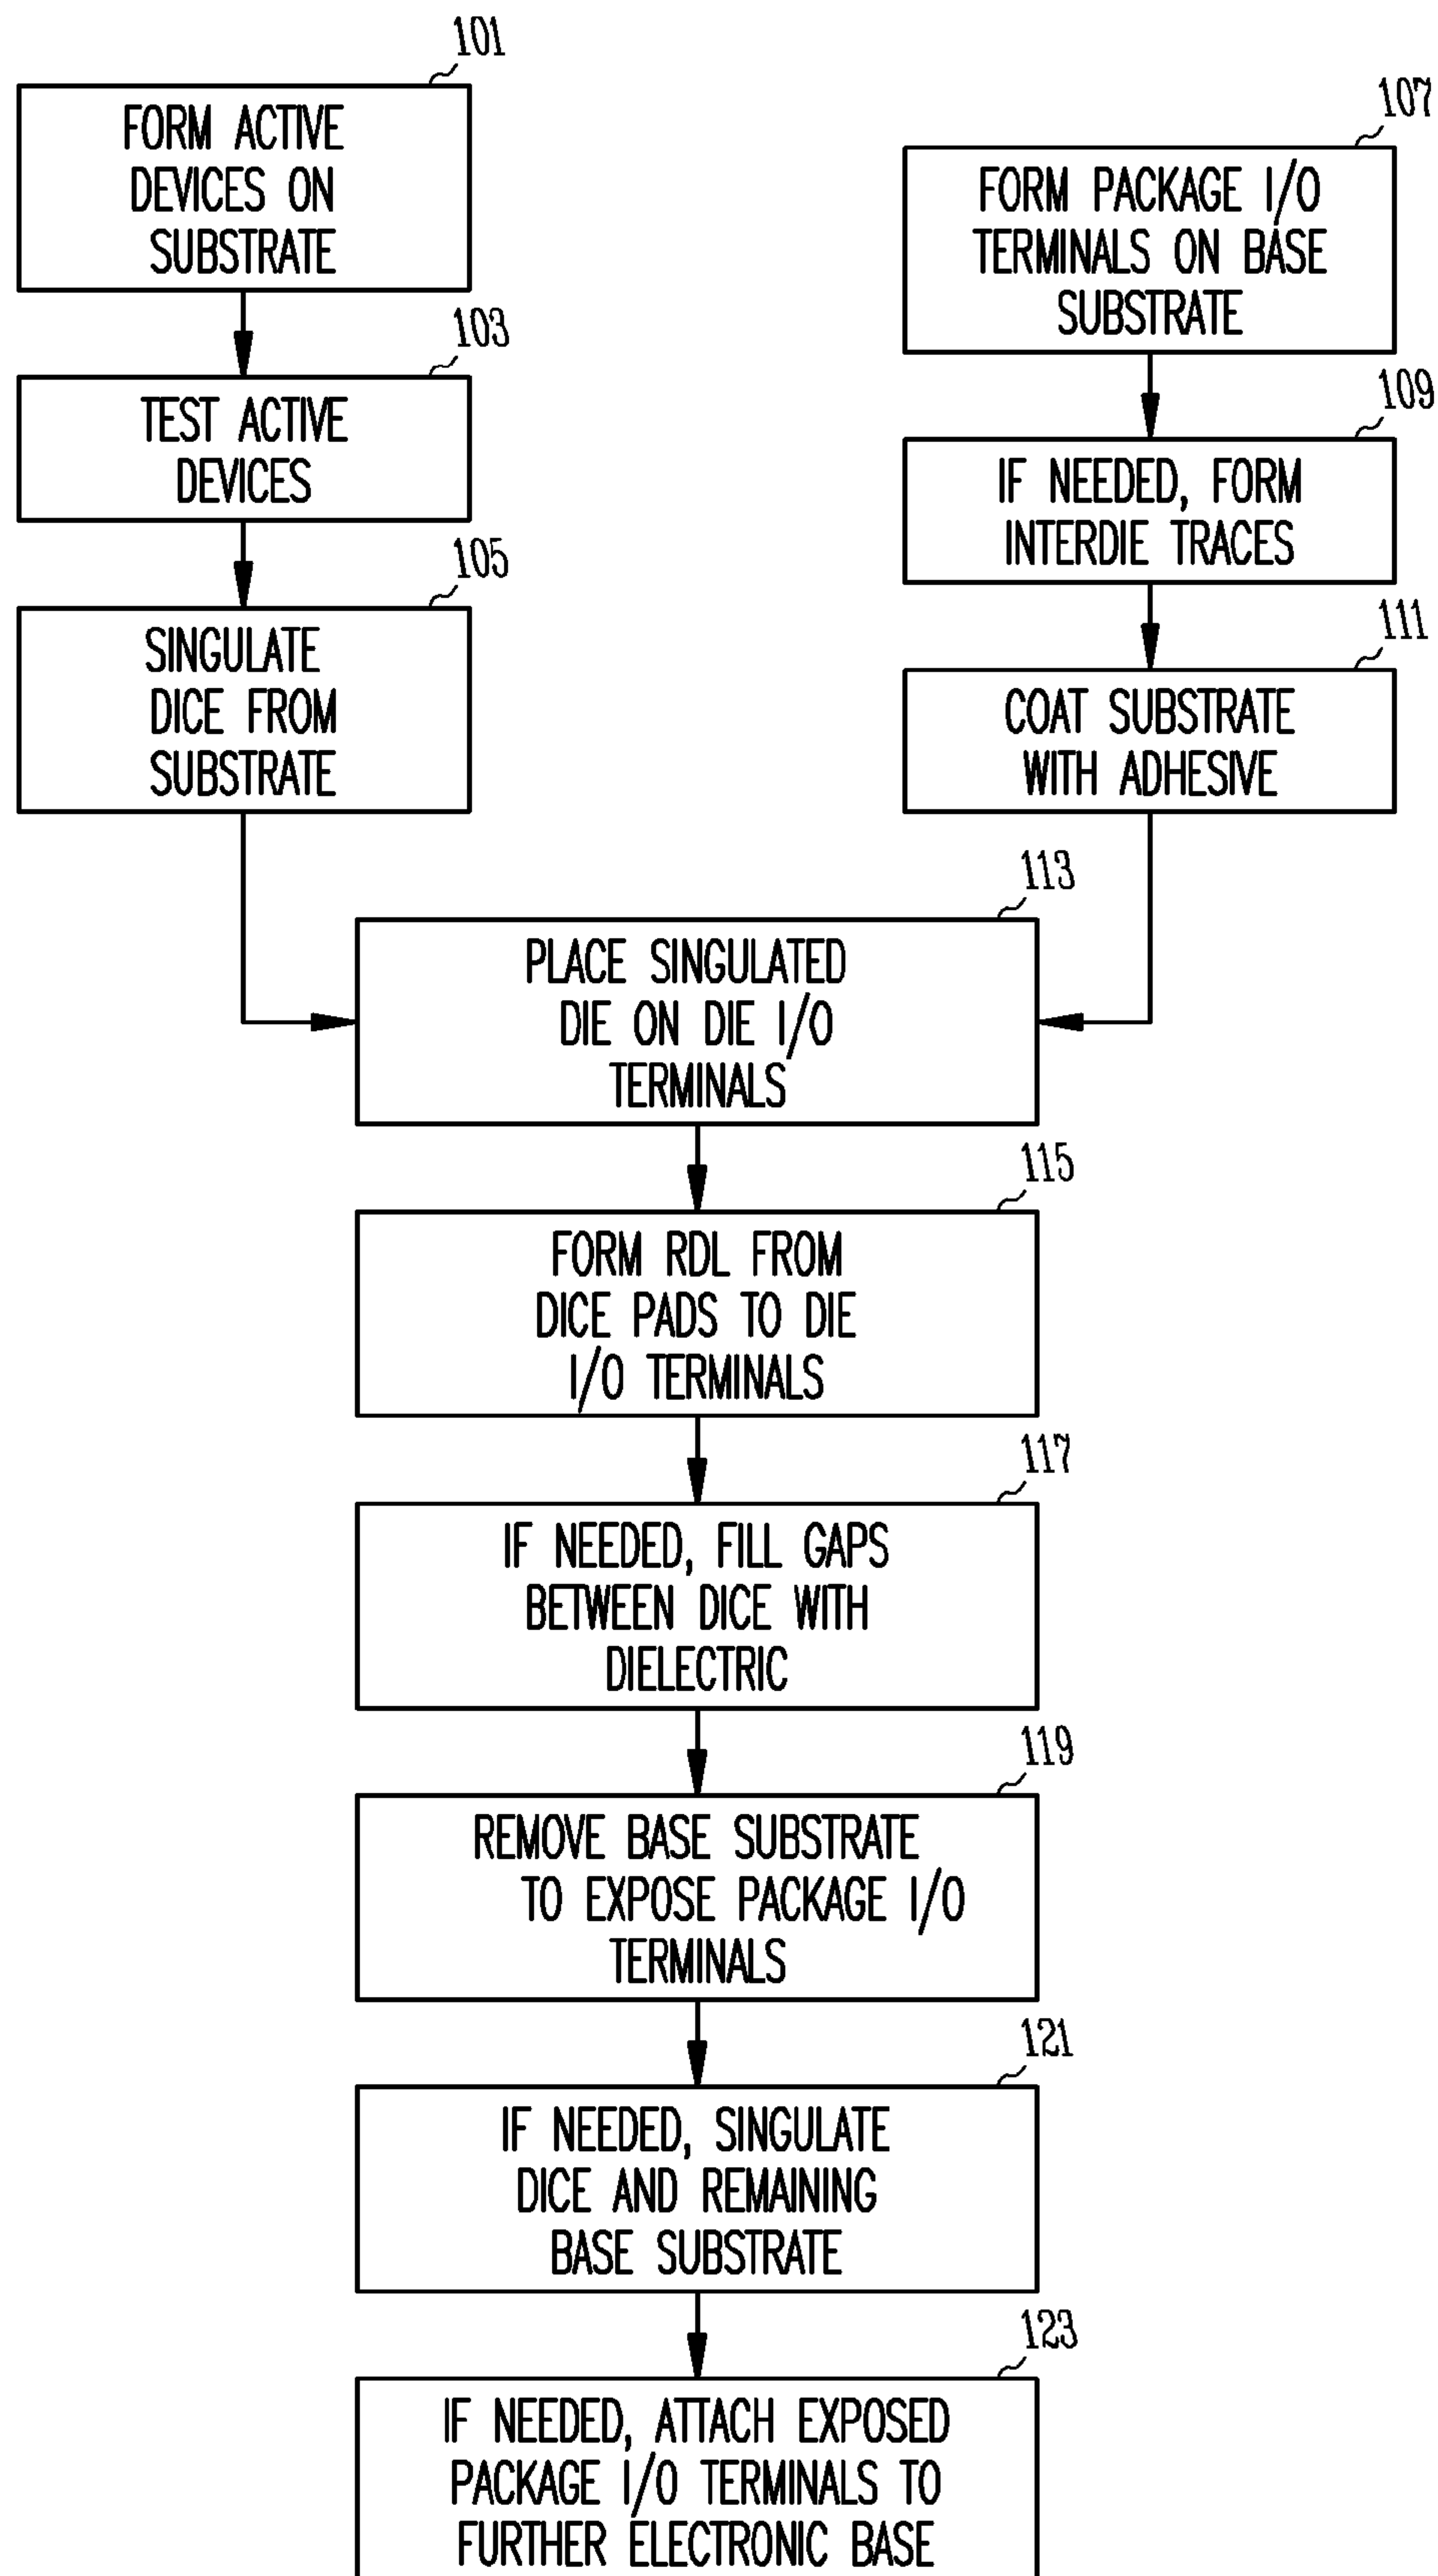 101
FORM ACTIVE
DEVICES ON
SUBSTRATE
103
TEST ACTIVE
DEVICES
105
SINGULATE
DICE FROM
SUBSTRATE
107
FORM PACKAGE I/O
TERMINALS ON BASE
SUBSTRATE
109
IF NEEDED, FORM
INTERDIE TRACES
111
COAT SUBSTRATE
WITH ADHESIVE
113
PLACE SINGULATED
DIE ON DIE I/O
TERMINALS
115
FORM RDL FROM
DICE PADS TO DIE
I/O TERMINALS
117
IF NEEDED, FILL GAPS
BETWEEN DICE WITH
DIELECTRIC
119
REMOVE BASE SUBSTRATE
TO EXPOSE PACKAGE I/O
TERMINALS
121
IF NEEDED, SINGULATE
DICE AND REMAINING
BASE SUBSTRATE
123
IF NEEDED, ATTACH EXPOSED
PACKAGE I/O TERMINALS TO
FURTHER ELECTRONIC BASE